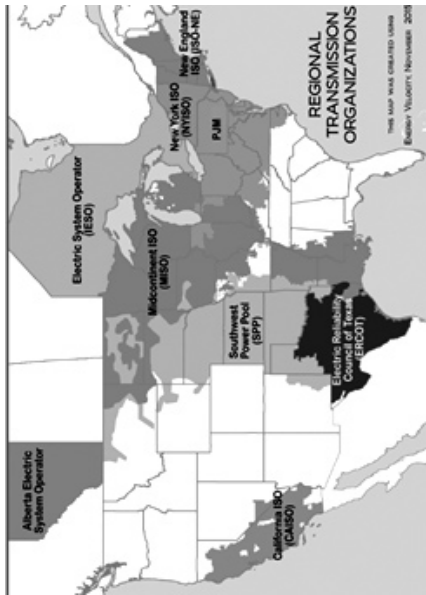 Alberta Electric
System Operator
Electric System Operator
(IESO)
Midcontinent ISO
(MISO)
New York ISO
(NYISO)
New England
ISO (ISO-NE)
PJM
Southwest
Power Pool
(SPP)
California ISO
(CAISO)
Electric Reliability
Council of Texas
(ERCOT)
REGIONAL
TRANSMISSION
ORGANIZATIONS
THIS MAP WAS CREATED USING
ENERGY VELOCITY, NOVEMBER 2015